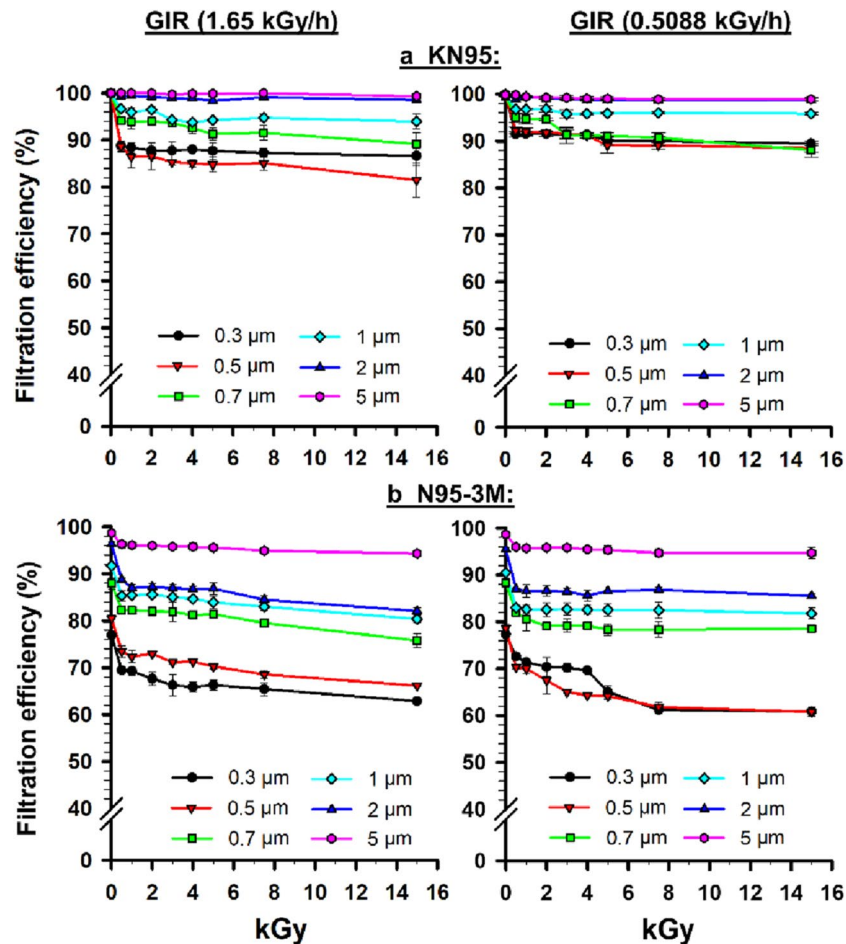 GIR (1.65 kGy/h) GIR (0.5088 kGy/h)
a KN95:
Filtration efficiency (%)
100
90
80
70
60
50
40
0
0.3 µm 1 µm
0.5 µm 2 µm
0.7 µm 5 µm
0 2 4 6 8 10 12 14 16
100
90
80
70
60
50
40
0
0.3 µm 1 µm
0.5 µm 2 µm
0.7 µm 5 µm
0 2 4 6 8 10 12 14 16
b N95-3M:
Filtration efficiency (%)
100
90
80
70
60
50
40
0
0.3 µm 1 µm
0.5 µm 2 µm
0.7 µm 5 µm
0 2 4 6 8 10 12 14 16
kGy
100
90
80
70
60
50
40
0
0.3 µm 1 µm
0.5 µm 2 µm
0.7 µm 5 µm
0 2 4 6 8 10 12 14 16
kGy